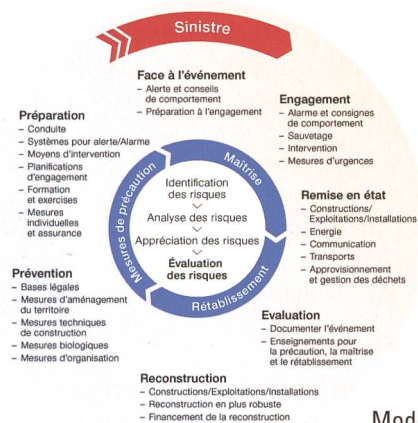 Sinistre
Face à l'événement
– Alerte et conseils
de comportement
– Préparation à l'engagement
Engagement
– Alarme et consignes
de comportement
– Sauvetage
– Intervention
– Mesures d'urgences
Préparation
– Conduite
– Systèmes pour alerte/Alarme
– Moyens d'intervention
– Planifications
d'engagement
– Formation
et exercises
– Mesures
individuelles
et assurance
Mesures de précaution
Maîtrise
Rétablissement
Identification
des risques
Analyse des risques
Appréciation des risques
Évaluation
des risques
Remise en état
– Constructions/
Exploitations/Installations
– Energie
– Communication
– Transports
– Approvisionnement
et gestion des déchets
Prévention
– Bases légales
– Mesures d'aménagement
du territoire
– Mesures techniques
de construction
– Mesures biologiques
– Mesures d'organisation
Evaluation
– Documenter l'événement
– Enseignements pour
la précaution, la maîtrise
et le rétablissement
Reconstruction
– Constructions/Exploitations/Installations
– Reconstruction en plus robuste
– Financement de la reconstruction
Mod